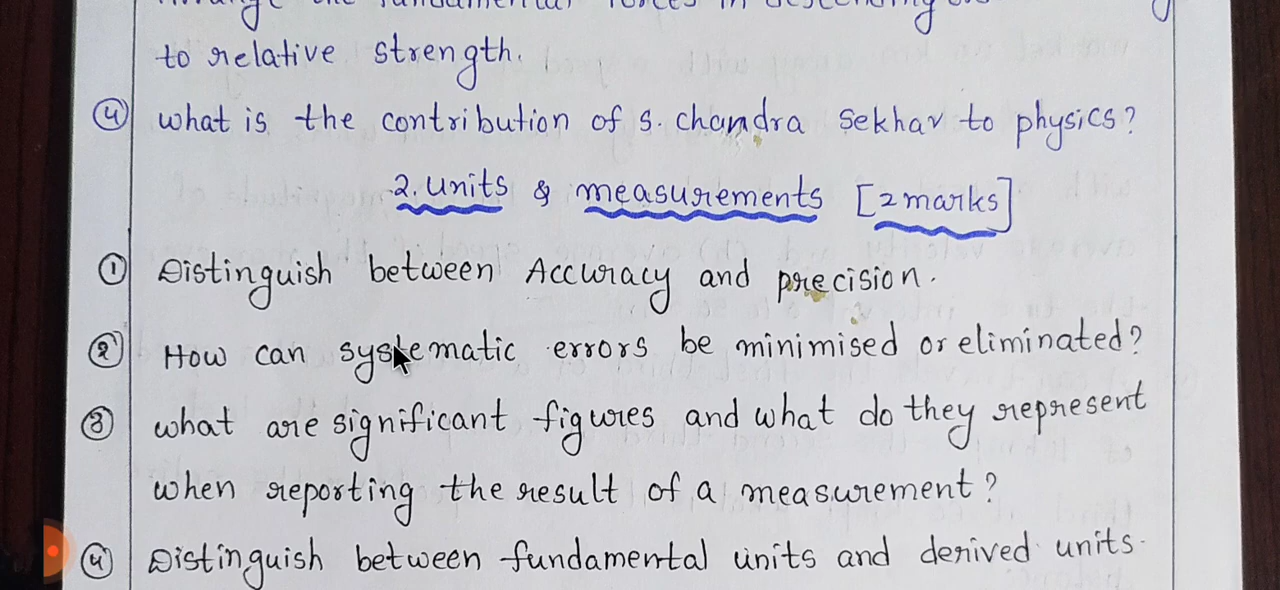 to relative strength.
④ what is the contribution of s. chandra sekhar to physics?
2. units & measurements [2 marks]
① Distinguish between Accuracy and precision.
② How can systematic errors be minimised or eliminated?
③ what are significant figures and what do they represent
when reporting the result of a measurement?
④ Distinguish between fundamental units and derived units.